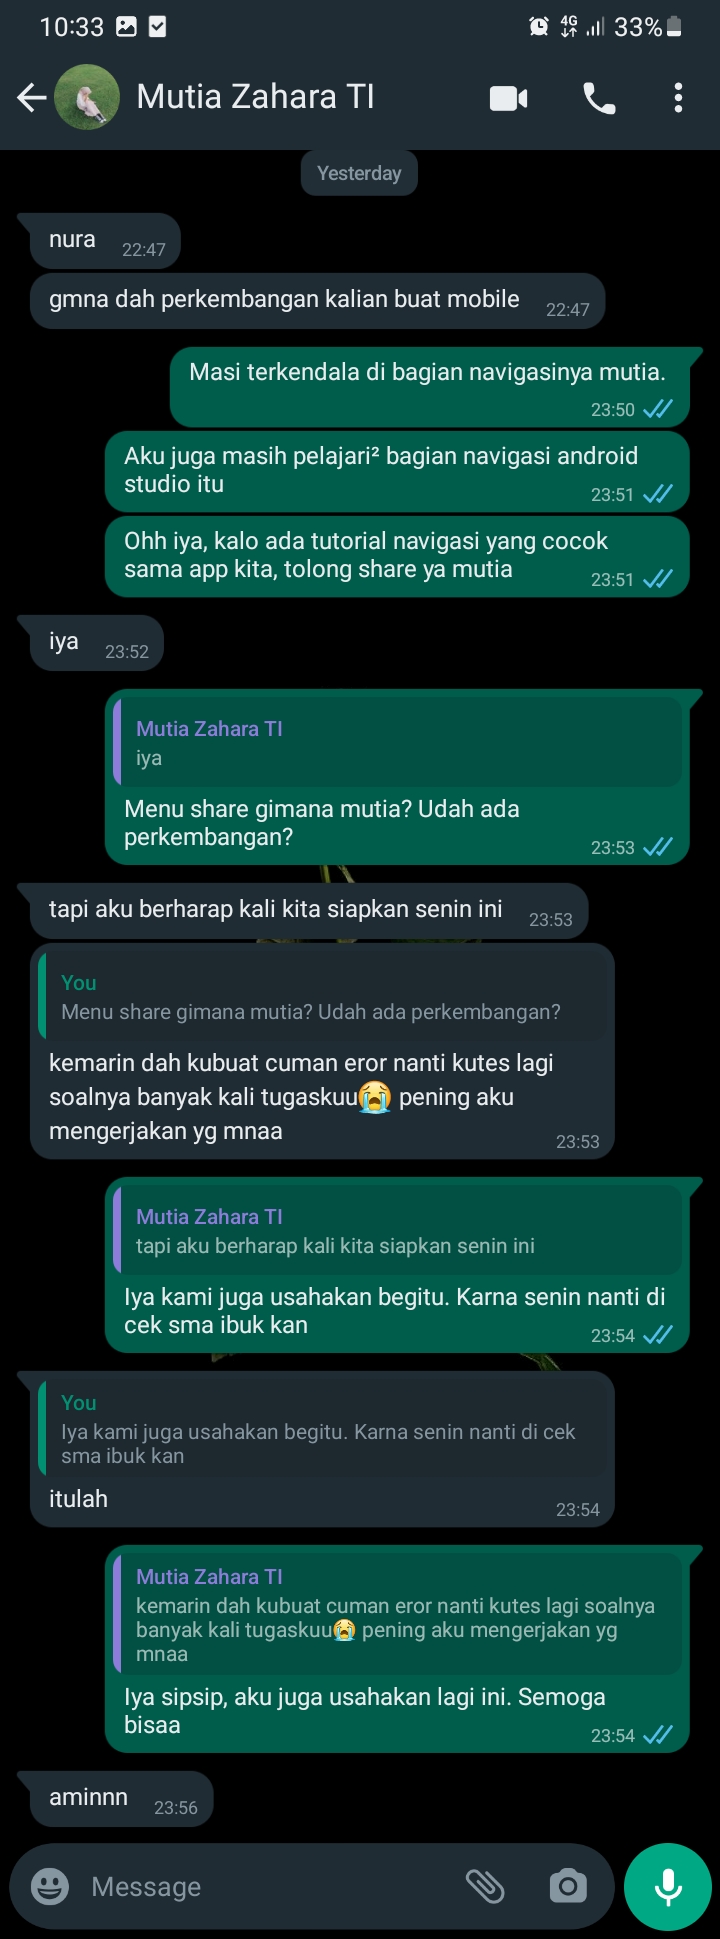 10:33
4G
33%
Mutia Zahara TI
Yesterday
nura
22:47
gmna dah perkembangan kalian buat mobile
22:47
Masi terkendala di bagian navigasinya mutia.
23:50
Aku juga masih pelajari² bagian navigasi android
studio itu
23:51
Ohh iya, kalo ada tutorial navigasi yang cocok
sama app kita, tolong share ya mutia
23:51
iya
23:52
Mutia Zahara TI
iya
Menu share gimana mutia? Udah ada
perkembangan?
23:53
tapi aku berharap kali kita siapkan senin ini
23:53
You
Menu share gimana mutia? Udah ada perkembangan?
kemarin dah kubuat cuman eror nanti kutes lagi
soalnya banyak kali tugaskuu😭 pening aku
mengerjakan yg mnaa
23:53
Mutia Zahara TI
tapi aku berharap kali kita siapkan senin ini
Iya kami juga usahakan begitu. Karna senin nanti di
cek sma ibuk kan
23:54
You
Iya kami juga usahakan begitu. Karna senin nanti di cek
sma ibuk kan
itulah
23:54
Mutia Zahara TI
kemarin dah kubuat cuman eror nanti kutes lagi soalnya
banyak kali tugaskuu😭 pening aku mengerjakan yg
mnaa
Iya sipsip, aku juga usahakan lagi ini. Semoga
bisaa
23:54
aminnn
23:56
Message